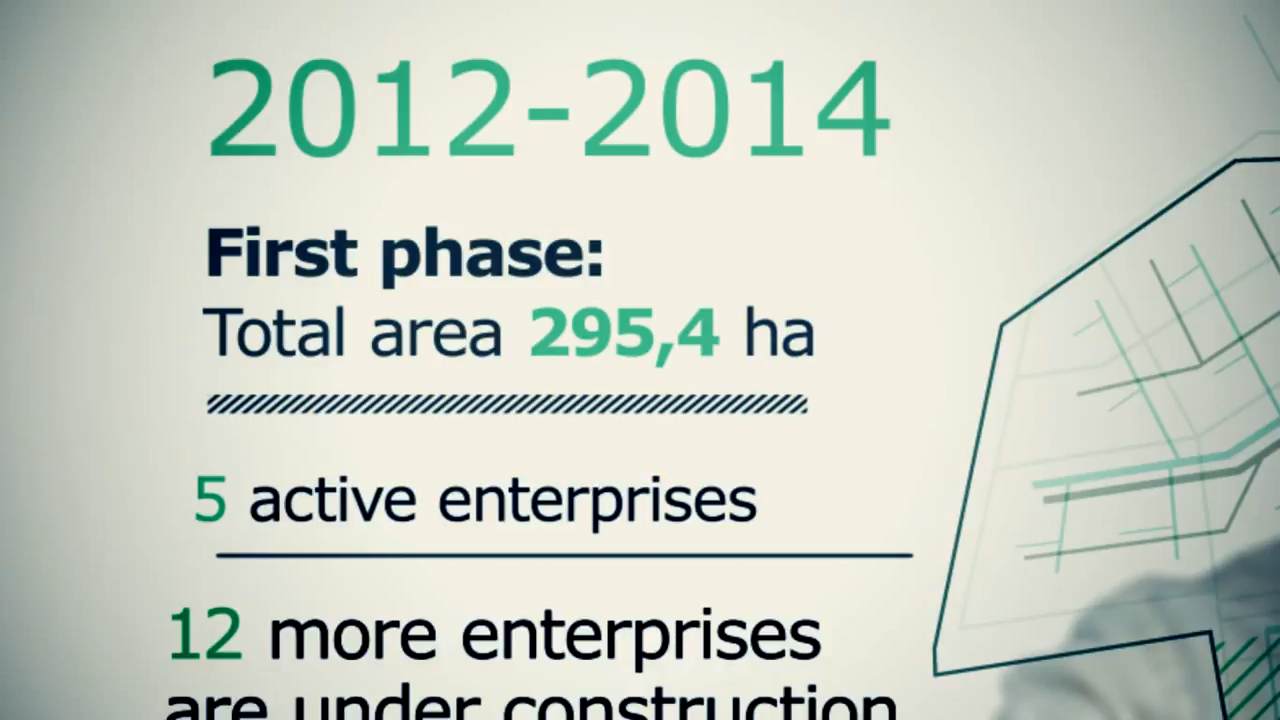 2012-2014
First phase:
Total area 295,4 ha
5 active enterprises
12 more enterprises
are under construction